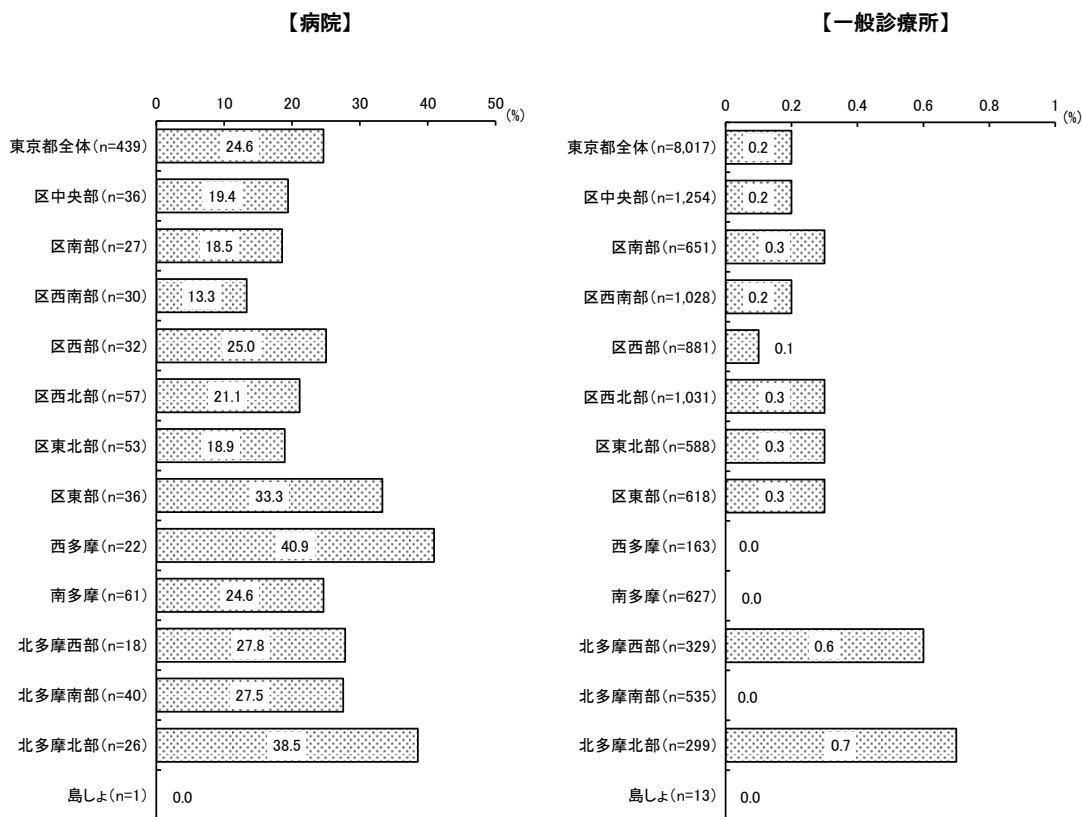 【病院】
0 10 20 30 40 50
(%)
東京都全体(n=439) 24.6
区中央部(n=36) 19.4
区南部(n=27) 18.5
区西南部(n=30) 13.3
区西部(n=32) 25.0
区西北部(n=57) 21.1
区東北部(n=53) 18.9
区東部(n=36) 33.3
西多摩(n=22) 40.9
南多摩(n=61) 24.6
北多摩西部(n=18) 27.8
北多摩南部(n=40) 27.5
北多摩北部(n=26) 38.5
島しょ(n=1) 0.0
【一般診療所】
0 0.2 0.4 0.6 0.8 1
(%)
東京都全体(n=8,017) 0.2
区中央部(n=1,254) 0.2
区南部(n=651) 0.3
区西南部(n=1,028) 0.2
区西部(n=881) 0.1
区西北部(n=1,031) 0.3
区東北部(n=588) 0.3
区東部(n=618) 0.3
西多摩(n=163) 0.0
南多摩(n=627) 0.0
北多摩西部(n=329) 0.6
北多摩南部(n=535) 0.0
北多摩北部(n=299) 0.7
島しょ(n=13) 0.0